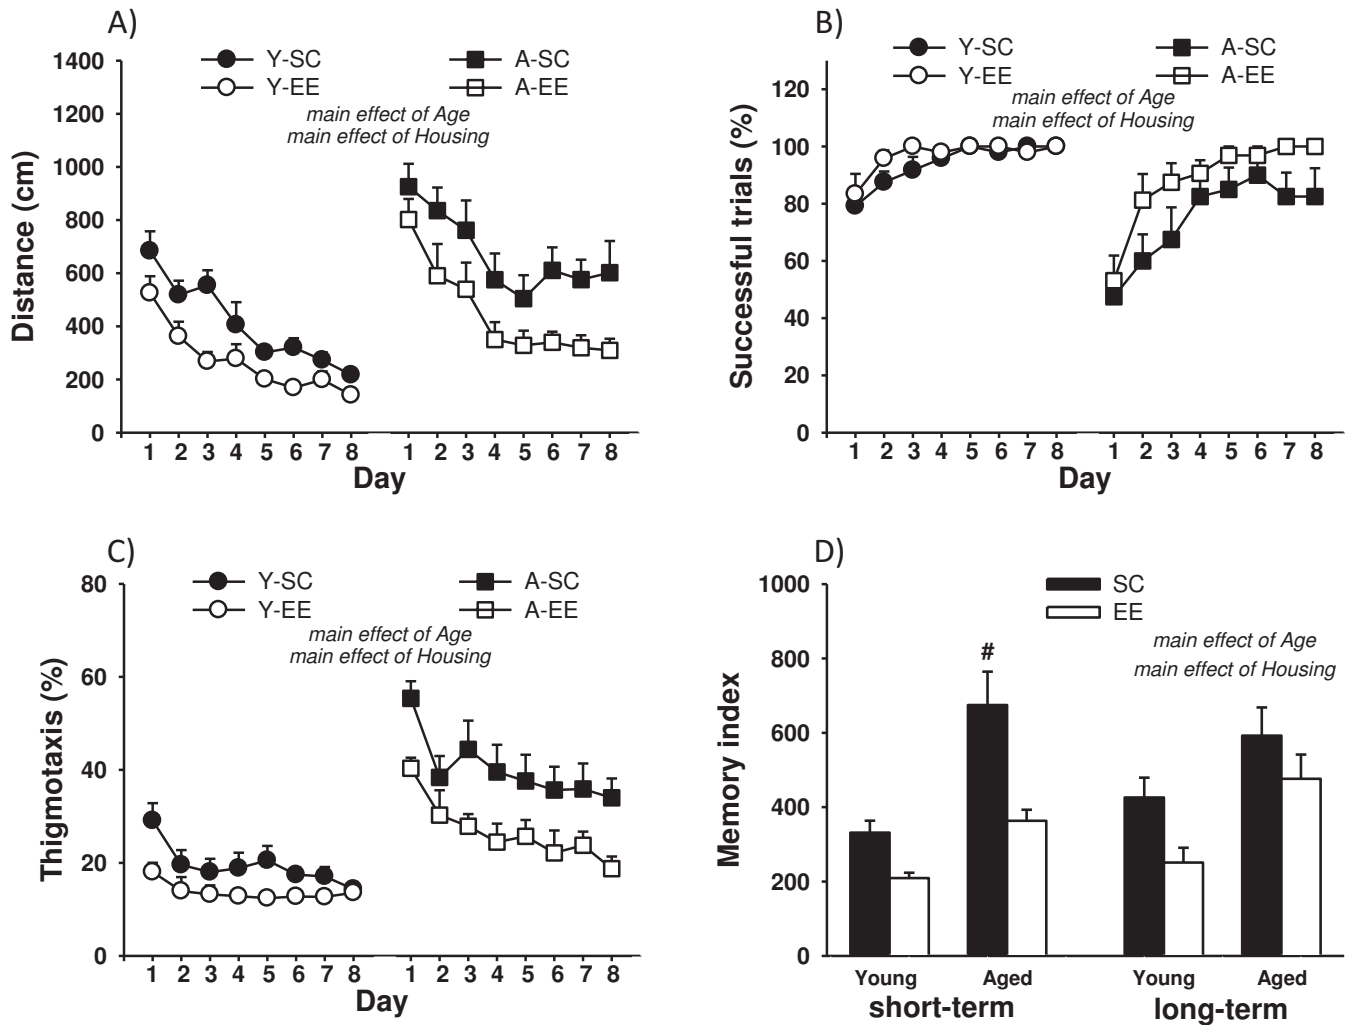 A)
Y-SC
A-SC
Y-EE
A-EE
main effect of Age
main effect of Housing
Distance (cm)
1400
1200
1000
800
600
400
200
0
1 2 3 4 5 6 7 8 1 2 3 4 5 6 7 8
Day
B)
Y-SC
A-SC
Y-EE
A-EE
main effect of Age
main effect of Housing
Successful trials (%)
120
100
80
60
40
20
0
1 2 3 4 5 6 7 8 1 2 3 4 5 6 7 8
Day
C)
Y-SC
A-SC
Y-EE
A-EE
main effect of Age
main effect of Housing
Thigmotaxis (%)
80
60
40
20
0
1 2 3 4 5 6 7 8 1 2 3 4 5 6 7 8
Day
D)
SC
EE
main effect of Age
main effect of Housing
#
Memory index
1000
800
600
400
200
0
Young Aged Young Aged
short-term long-term